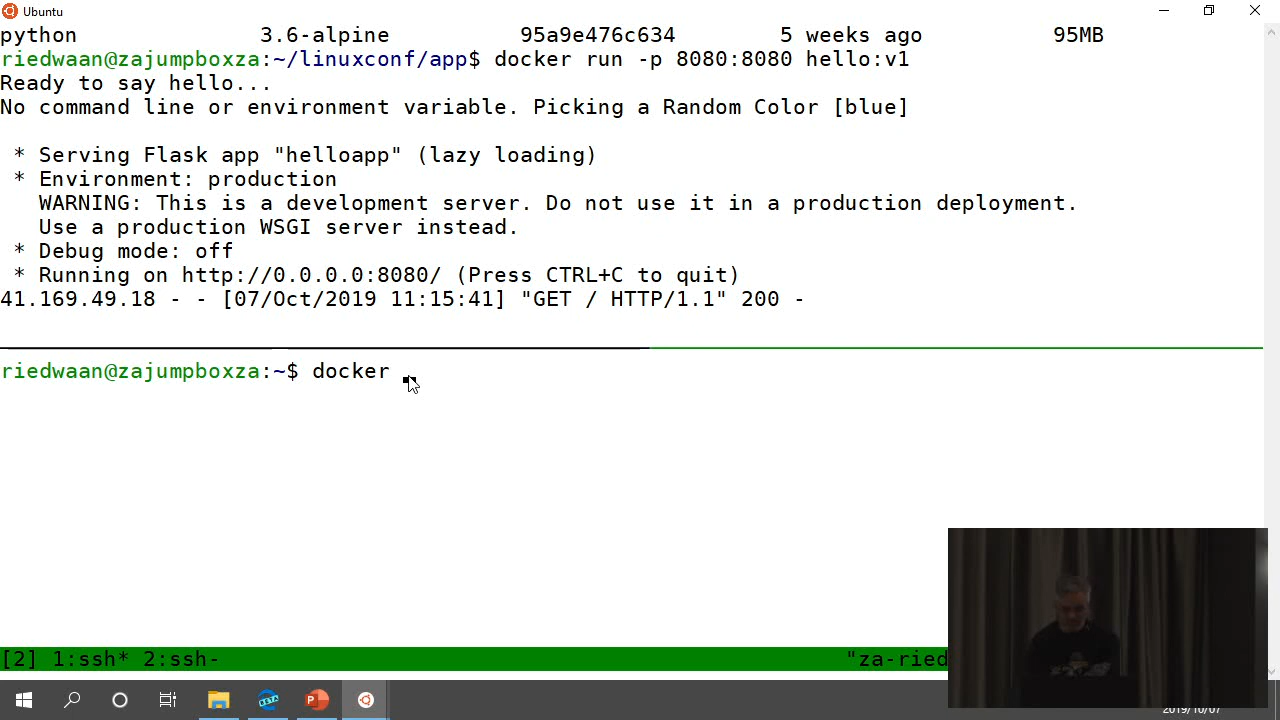 Ubuntu
python 3.6-alpine 95a9e476c634 5 weeks ago 95MB
riedwaan@zajumpboxza:~/linuxconf/app$ docker run -p 8080:8080 hello:v1
Ready to say hello...
No command line or environment variable. Picking a Random Color [blue]
* Serving Flask app "helloapp" (lazy loading)
* Environment: production
WARNING: This is a development server. Do not use it in a production deployment.
Use a production WSGI server instead.
* Debug mode: off
* Running on http://0.0.0.0:8080/ (Press CTRL+C to quit)
41.169.49.18 - - [07/Oct/2019 11:15:41] "GET / HTTP/1.1" 200 -
riedwaan@zajumpboxza:~$ docker
[2] 1:ssh* 2:ssh- "za-ried
BETA
P
2019/10/07